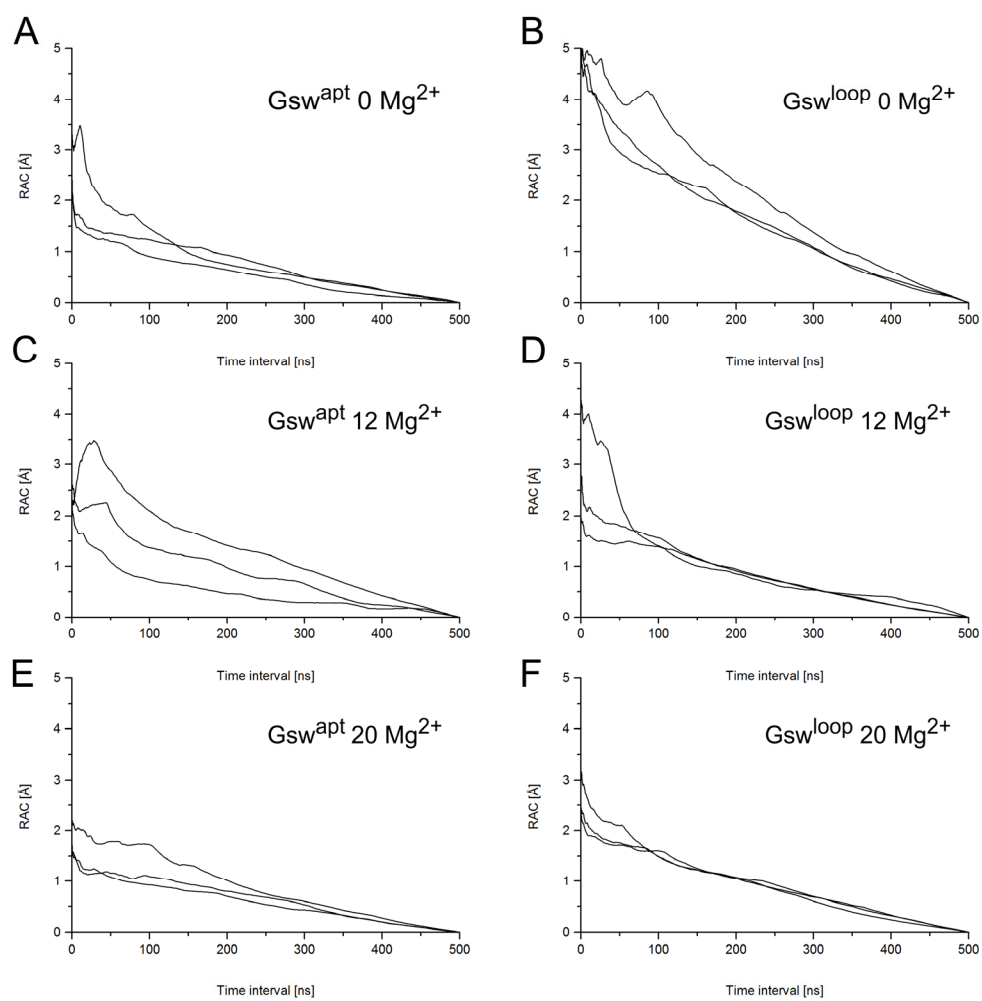 A
B
Gsw^apt 0 Mg^2+
Gsw^loop 0 Mg^2+
RAC [Å]
5
4
3
2
1
0
0 100 200 300 400 500
Time interval [ns]
RAC [Å]
5
4
3
2
1
0
0 100 200 300 400 500
Time interval [ns]
C
D
Gsw^apt 12 Mg^2+
Gsw^loop 12 Mg^2+
RAC [Å]
5
4
3
2
1
0
0 100 200 300 400 500
Time interval [ns]
RAC [Å]
5
4
3
2
1
0
0 100 200 300 400 500
Time interval [ns]
E
F
Gsw^apt 20 Mg^2+
Gsw^loop 20 Mg^2+
RAC [Å]
5
4
3
2
1
0
0 100 200 300 400 500
Time interval [ns]
RAC [Å]
5
4
3
2
1
0
0 100 200 300 400 500
Time interval [ns]